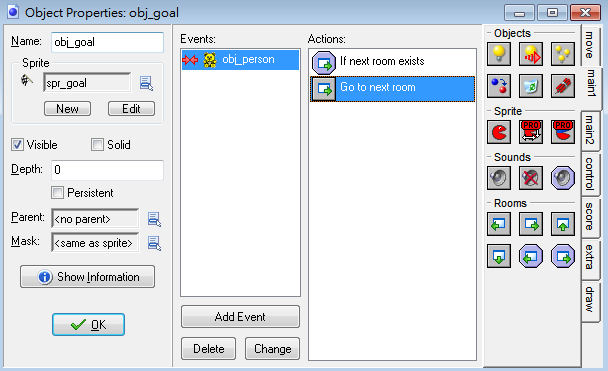 Object Properties: obj_goal
Name: obj_goal
Sprite
spr_goal
New Edit
Visible Solid
Depth: 0
Persistent
Parent: <no parent>
Mask: <same as sprite>
Show Information
OK
Events:
obj_person
Add Event
Delete Change
Actions:
If next room exists
Go to next room
Objects
Sprite
PRO PRO
Sounds
Rooms
move
main1
main2
control
score
extra
draw